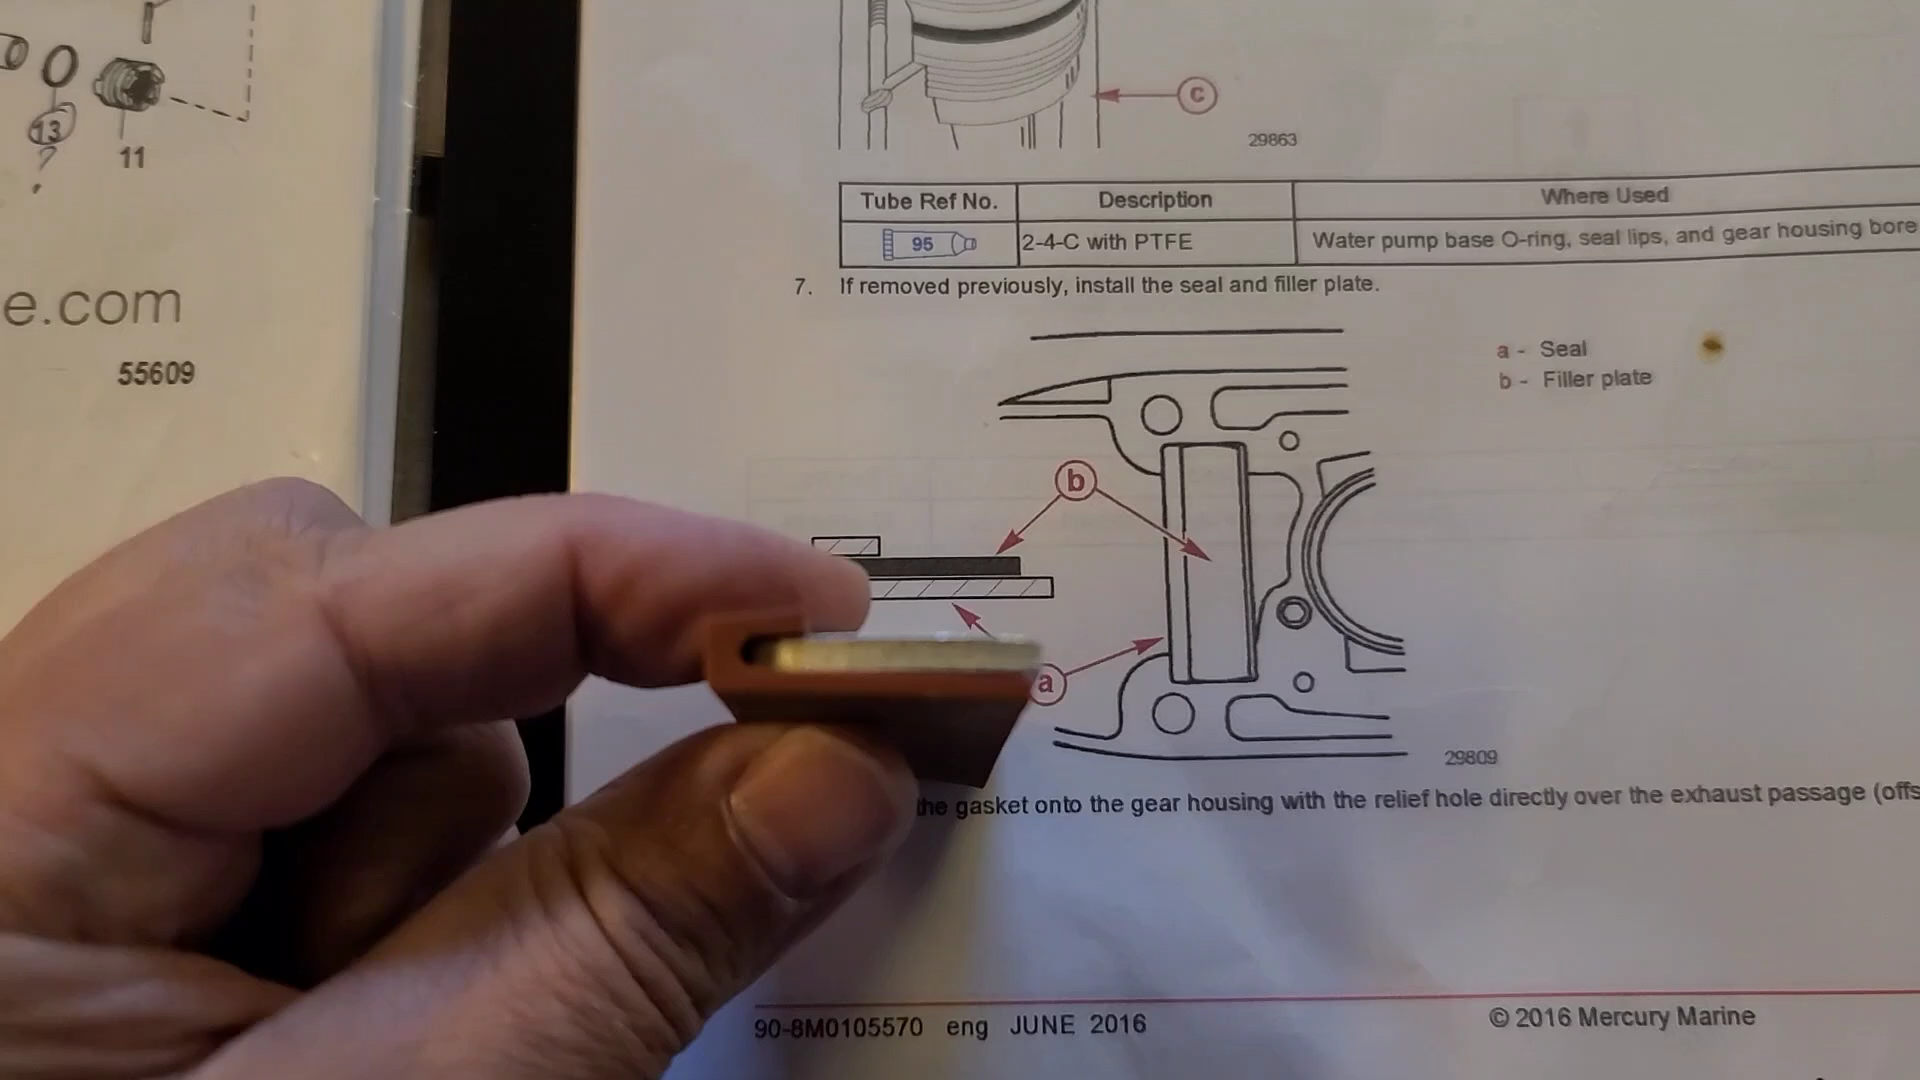 13
?
11
e.com
55609
c
29863
Tube Ref No. Description Where Used
95 2-4-C with PTFE Water pump base O-ring, seal lips, and gear housing bore
7. If removed previously, install the seal and filler plate.
a - Seal
b - Filler plate
b
a
29809
the gasket onto the gear housing with the relief hole directly over the exhaust passage (offs
90-8M0105570 eng JUNE 2016
© 2016 Mercury Marine